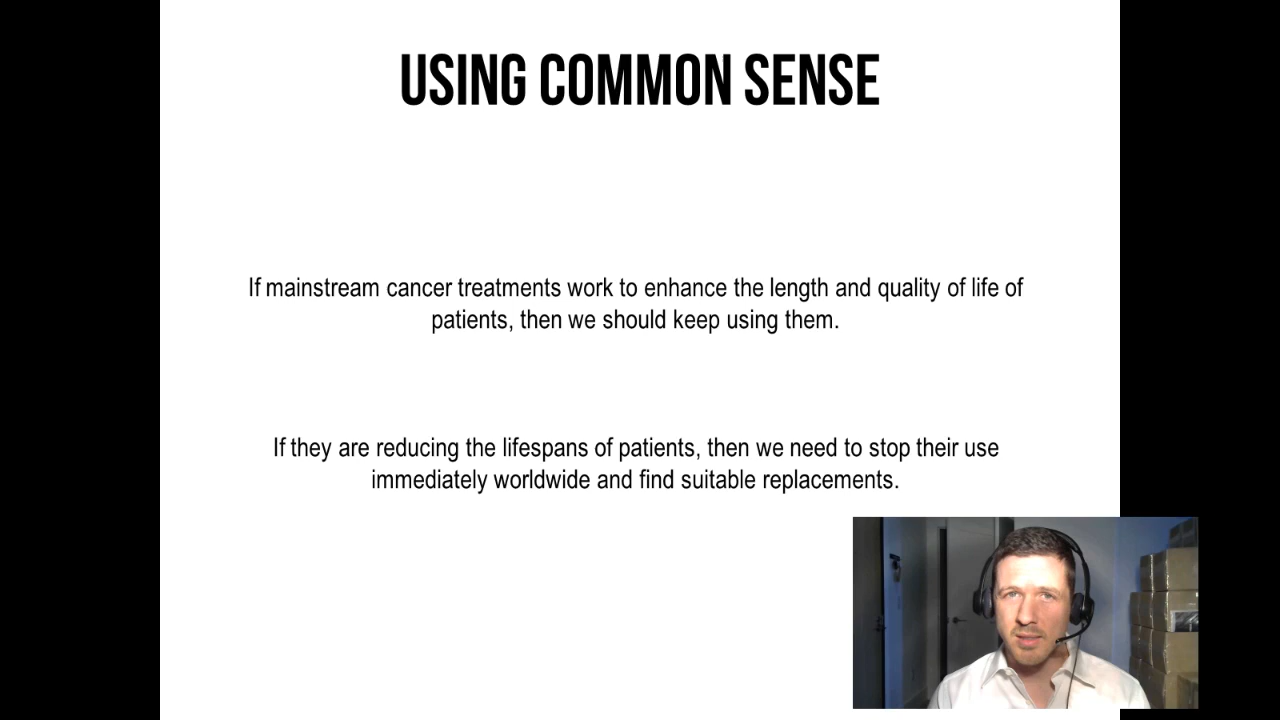 USING COMMON SENSE
If mainstream cancer treatments work to enhance the length and quality of life of
patients, then we should keep using them.
If they are reducing the lifespans of patients, then we need to stop their use
immediately worldwide and find suitable replacements.